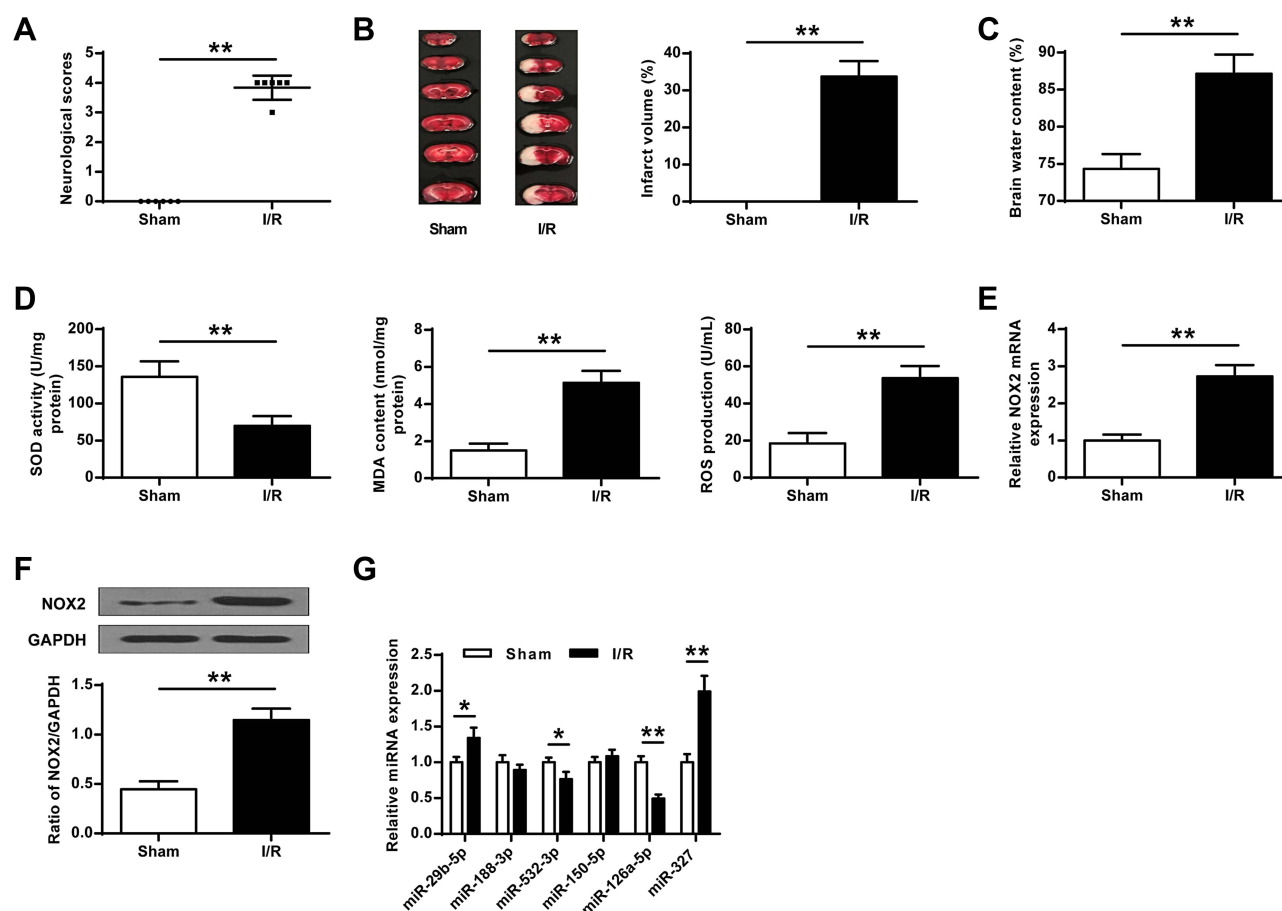 A
Neurological scores
5
4
3
2
1
0
**
Sham
I/R
B
Sham
I/R
Infarct volume (%)
40
30
20
10
0
**
Sham
I/R
C
Brain water content (%)
90
85
80
75
70
**
Sham
I/R
D
SOD activity (U/mg
protein)
200
150
100
50
0
**
Sham
I/R
MDA content (nmol/mg
protein)
8
6
4
2
0
**
Sham
I/R
ROS production (U/mL)
80
60
40
20
0
**
Sham
I/R
E
Relaitive NOX2 mRNA
expression
4
3
2
1
0
**
Sham
I/R
F
NOX2
GAPDH
Ratio of NOX2/GAPDH
1.5
1.0
0.5
0.0
**
Sham
I/R
G
Relaitive miRNA expression
2.5
2.0
1.5
1.0
0.5
0.0
Sham I/R
*
*
**
**
miR-29b-5p
miR-188-3p
miR-532-3p
miR-150-5p
miR-126a-5p
miR-327